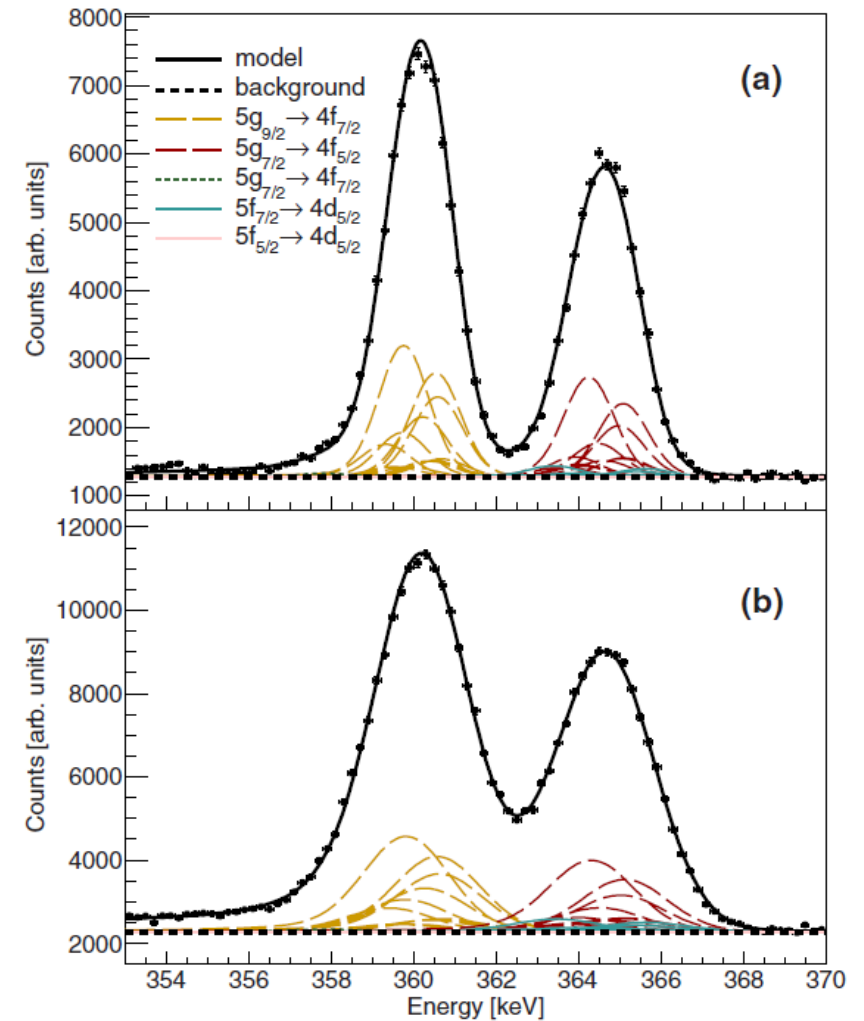 8000
7000
6000
5000
4000
3000
2000
1000
Counts [arb. units]
model
background
5g9/2 → 4f7/2
5g7/2 → 4f5/2
5g7/2 → 4f7/2
5f7/2 → 4d5/2
5f5/2 → 4d5/2
(a)
12000
10000
8000
6000
4000
2000
Counts [arb. units]
(b)
354 356 358 360 362 364 366 368 370
Energy [keV]